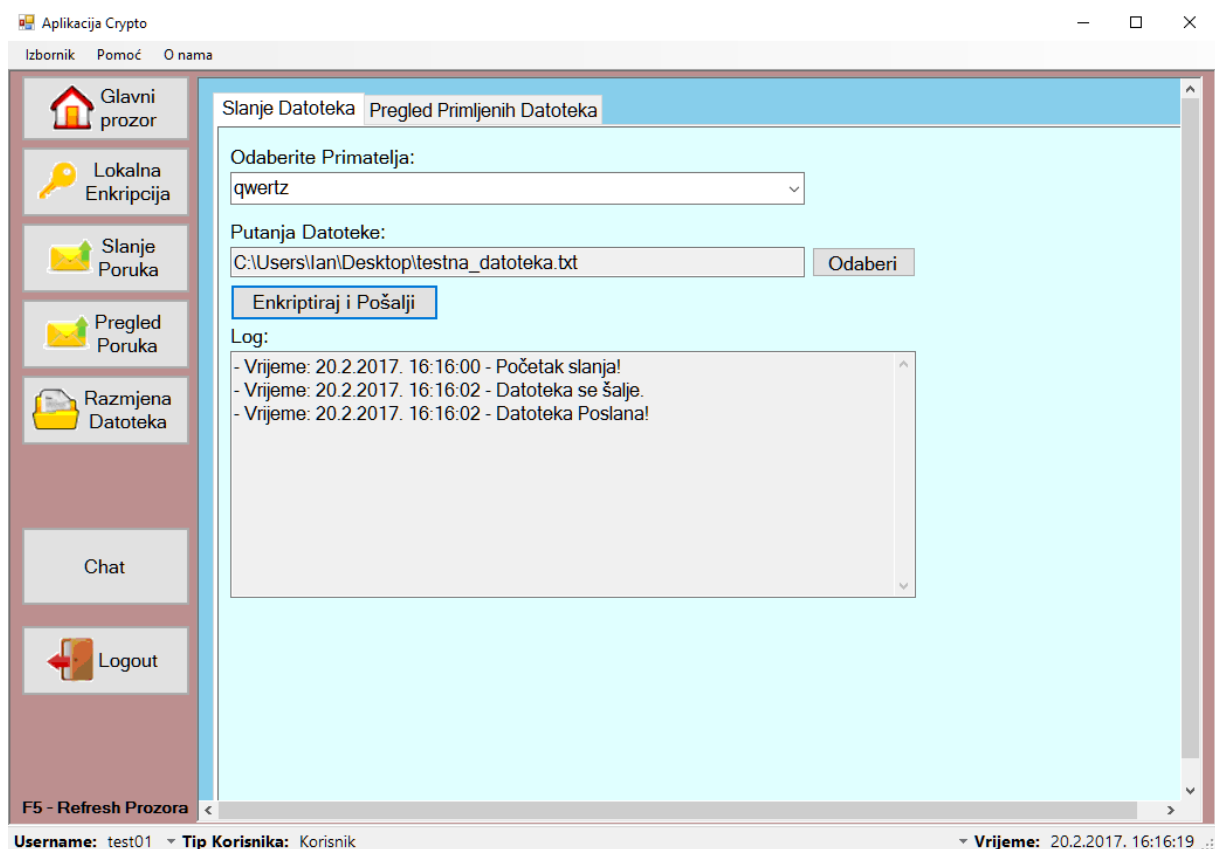 Aplikacija Crypto
Izbornik Pomoć O nama
Glavni
prozor
Lokalna
Enkripcija
Slanje
Poruka
Pregled
Poruka
Razmjena
Datoteka
Chat
Logout
F5 - Refresh Prozora
Slanje Datoteka Pregled Primljenih Datoteka
Odaberite Primatelja:
qwertz
Putanja Datoteke:
C:\Users\Ian\Desktop\testna_datoteka.txt Odaberi
Enkriptiraj i Pošalji
Log:
- Vrijeme: 20.2.2017. 16:16:00 - Početak slanja!
- Vrijeme: 20.2.2017. 16:16:02 - Datoteka se šalje.
- Vrijeme: 20.2.2017. 16:16:02 - Datoteka Poslana!
Username: test01 Tip Korisnika: Korisnik Vrijeme: 20.2.2017. 16:16:19